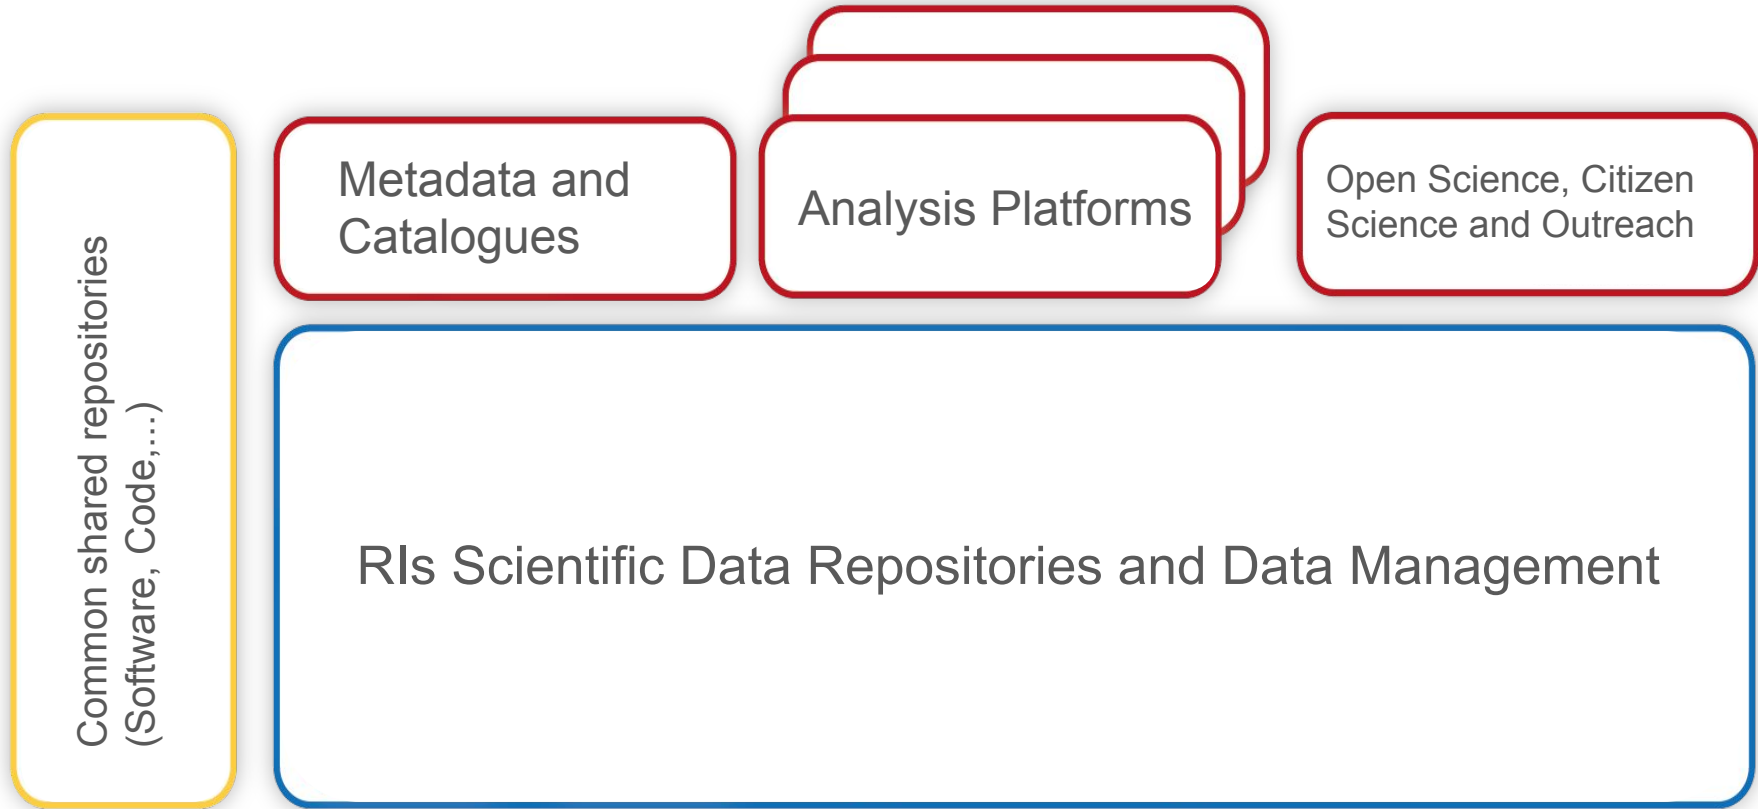 Common shared repositories
(Software, Code,...)
Metadata and
Catalogues
Analysis Platforms
Open Science, Citizen
Science and Outreach
RIs Scientific Data Repositories and Data Management